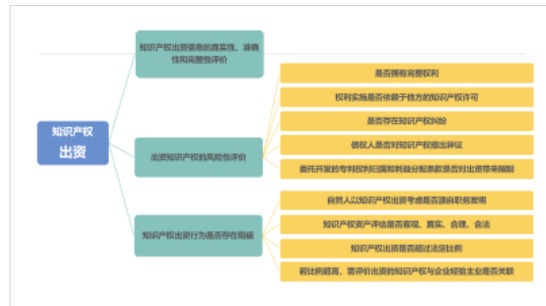 知识产权出资信息的真实性、准确
性和完整性评价
是否拥有完整权利
权利实施是否依赖于他方的知识产权许可
知识产权
出资
是否存在知识产权纠纷
出资知识产权的风险性评价
债权人是否对知识产权提出异议
委托开发的专利权利归属和利益分配条款是否对出资带来限制
自然人以知识产权出资考虑是否源自职务发明
知识产权资产评估是否客观、真实、合理、合法
知识产权出资行为是否存在瑕疵
知识产权出资是否超过法定比例
若比例超高，需评价出资的知识产权与企业经验主业是否关联